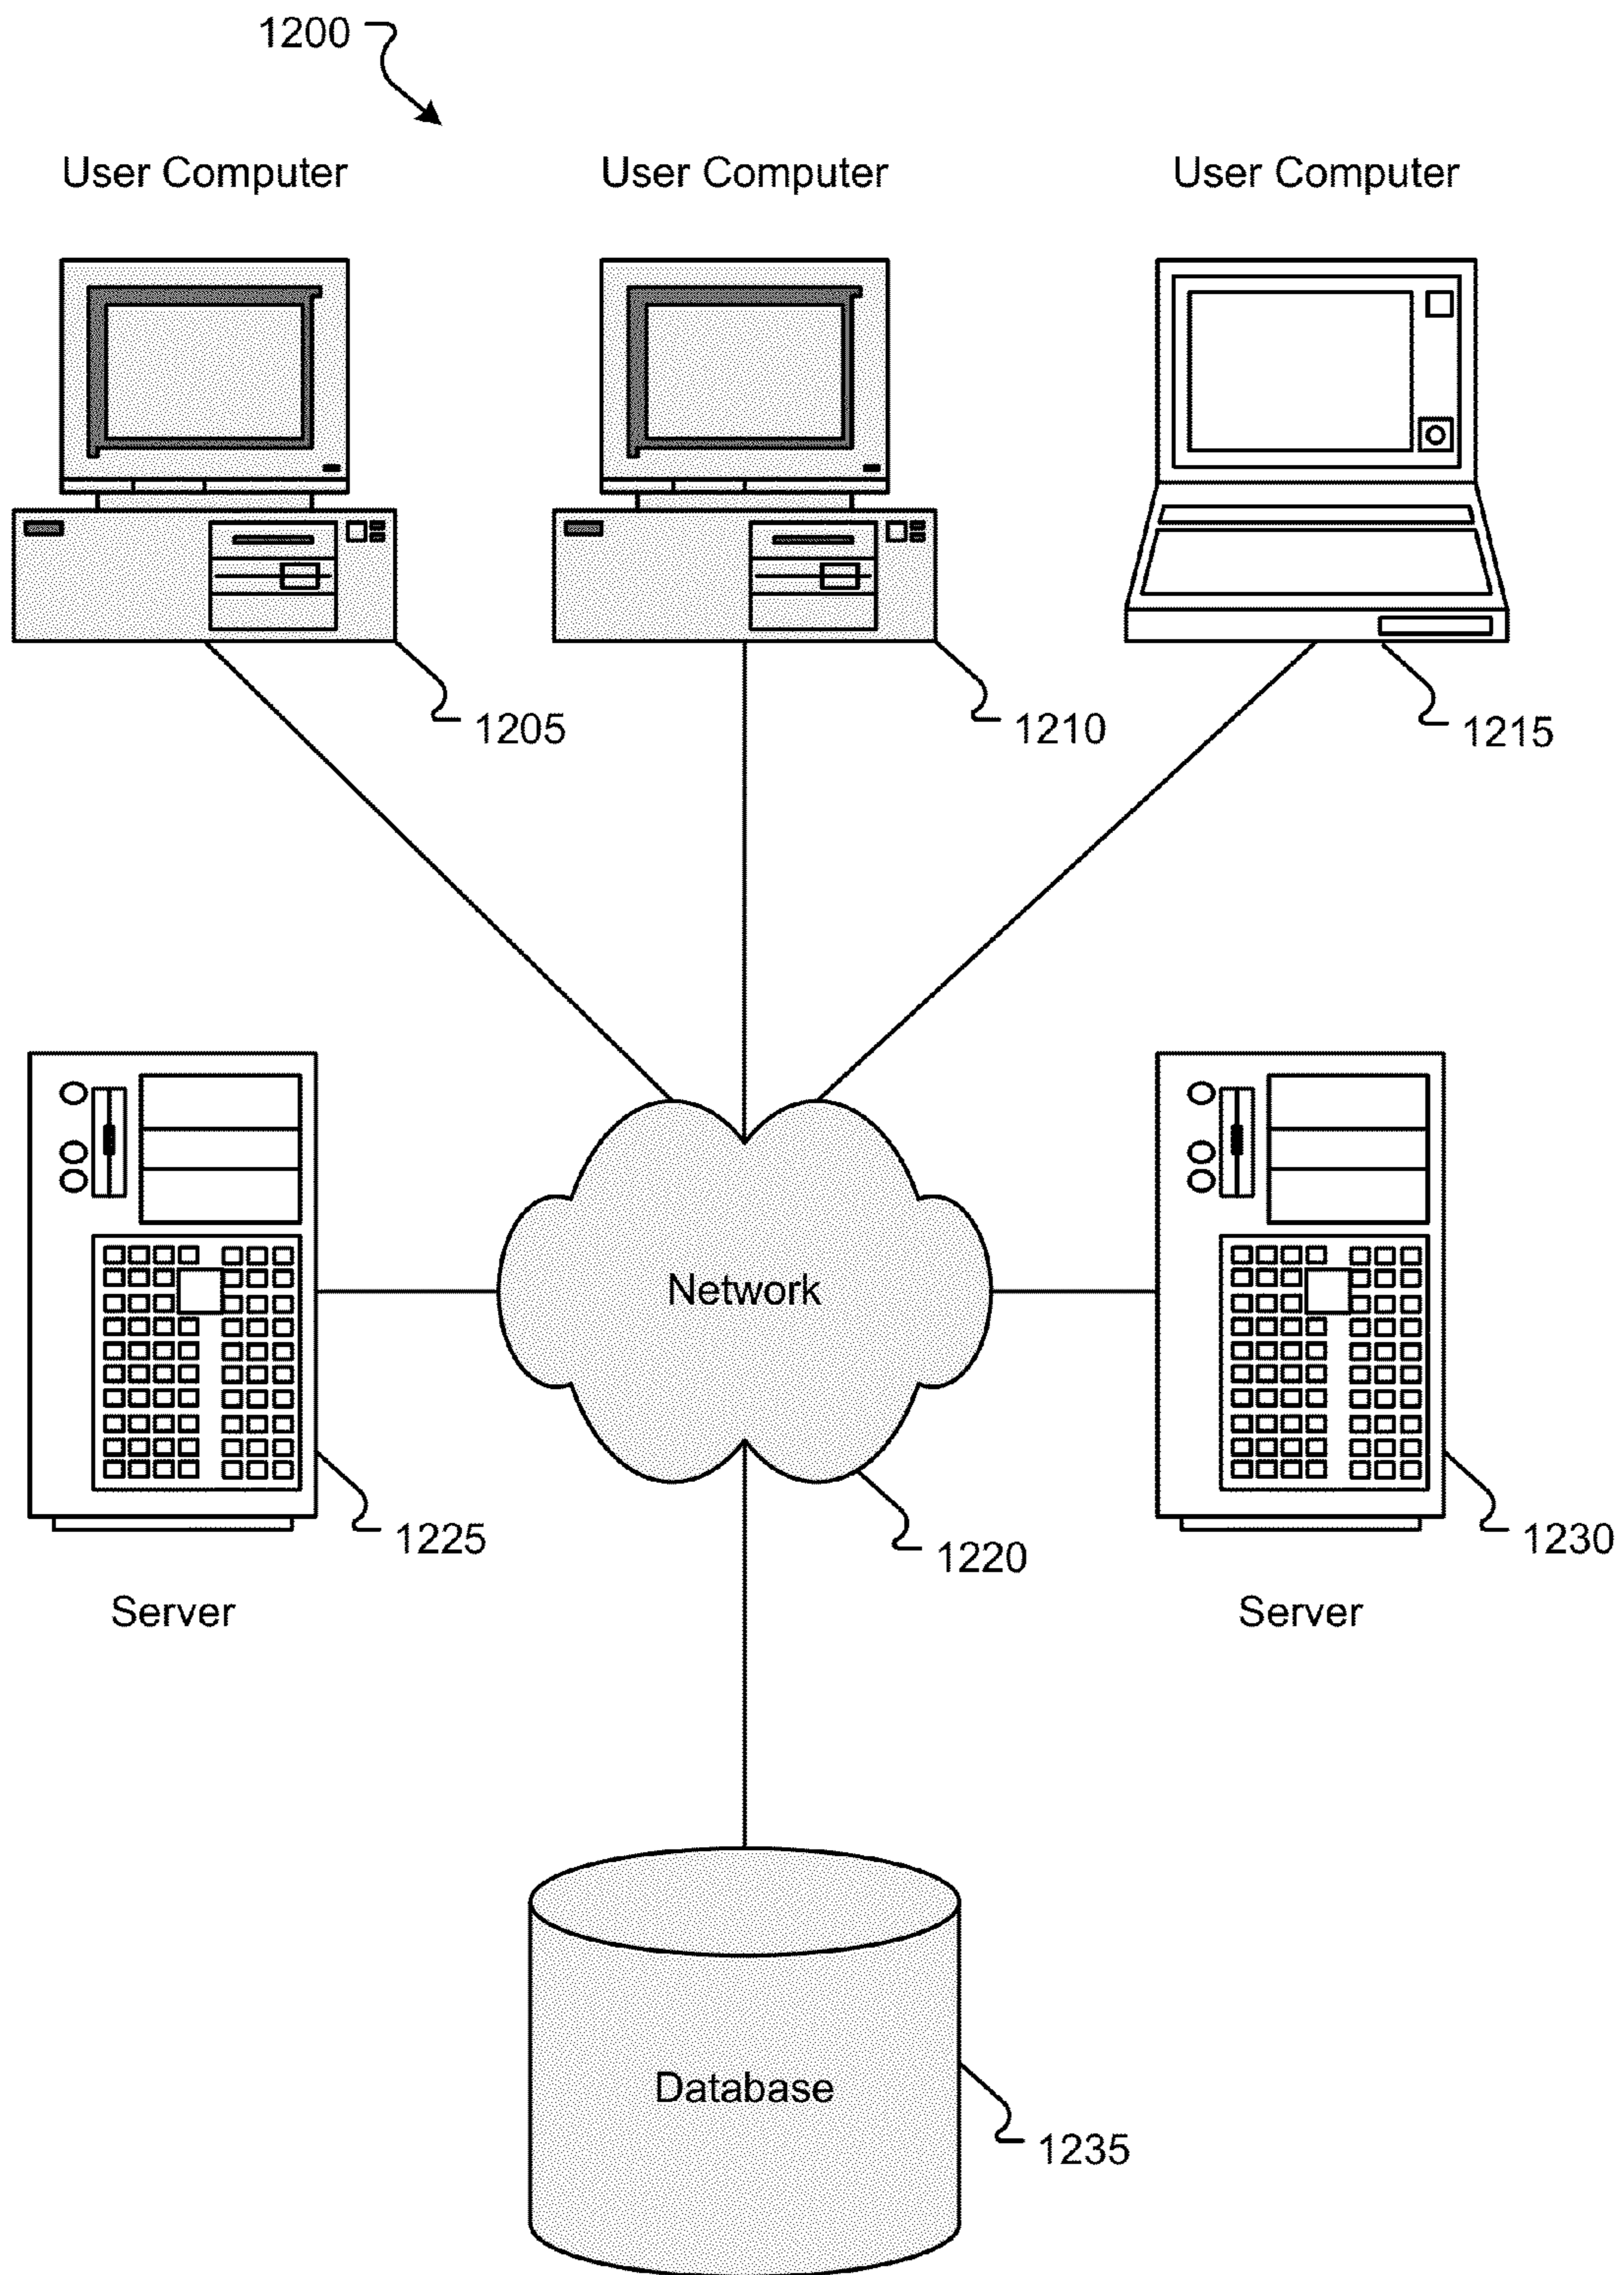 1200
User Computer
User Computer
User Computer
1205
1210
1215
Network
1225
1220
1230
Server
Server
Database
1235